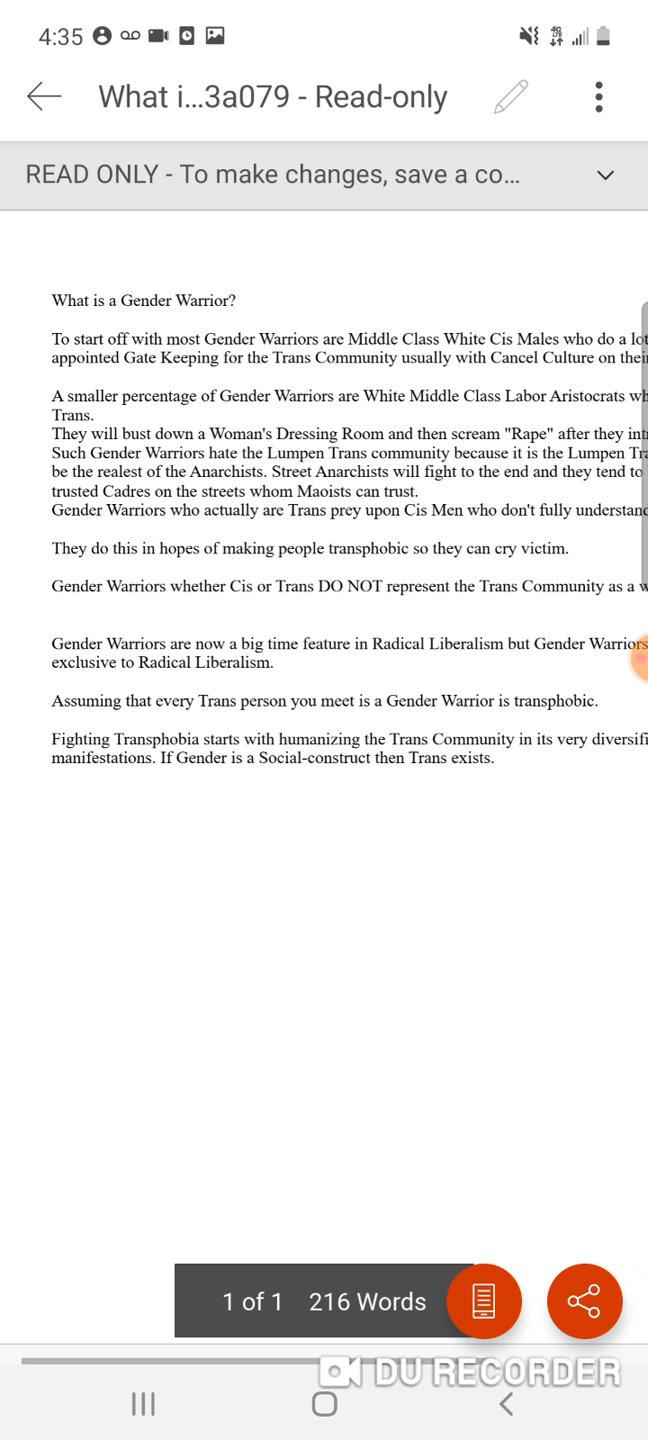 4:35
4G
What i...3a079 - Read-only
READ ONLY - To make changes, save a co...
What is a Gender Warrior?
To start off with most Gender Warriors are Middle Class White Cis Males who do a lot
appointed Gate Keeping for the Trans Community usually with Cancel Culture on their
A smaller percentage of Gender Warriors are White Middle Class Labor Aristocrats wh
Trans.
They will bust down a Woman's Dressing Room and then scream "Rape" after they int
Such Gender Warriors hate the Lumpen Trans community because it is the Lumpen Tra
be the realest of the Anarchists. Street Anarchists will fight to the end and they tend to
trusted Cadres on the streets whom Maoists can trust.
Gender Warriors who actually are Trans prey upon Cis Men who don't fully understand
They do this in hopes of making people transphobic so they can cry victim.
Gender Warriors whether Cis or Trans DO NOT represent the Trans Community as a w
Gender Warriors are now a big time feature in Radical Liberalism but Gender Warriors
exclusive to Radical Liberalism.
Assuming that every Trans person you meet is a Gender Warrior is transphobic.
Fighting Transphobia starts with humanizing the Trans Community in its very diversifi
manifestations. If Gender is a Social-construct then Trans exists.
1 of 1 216 Words
DU RECORDER